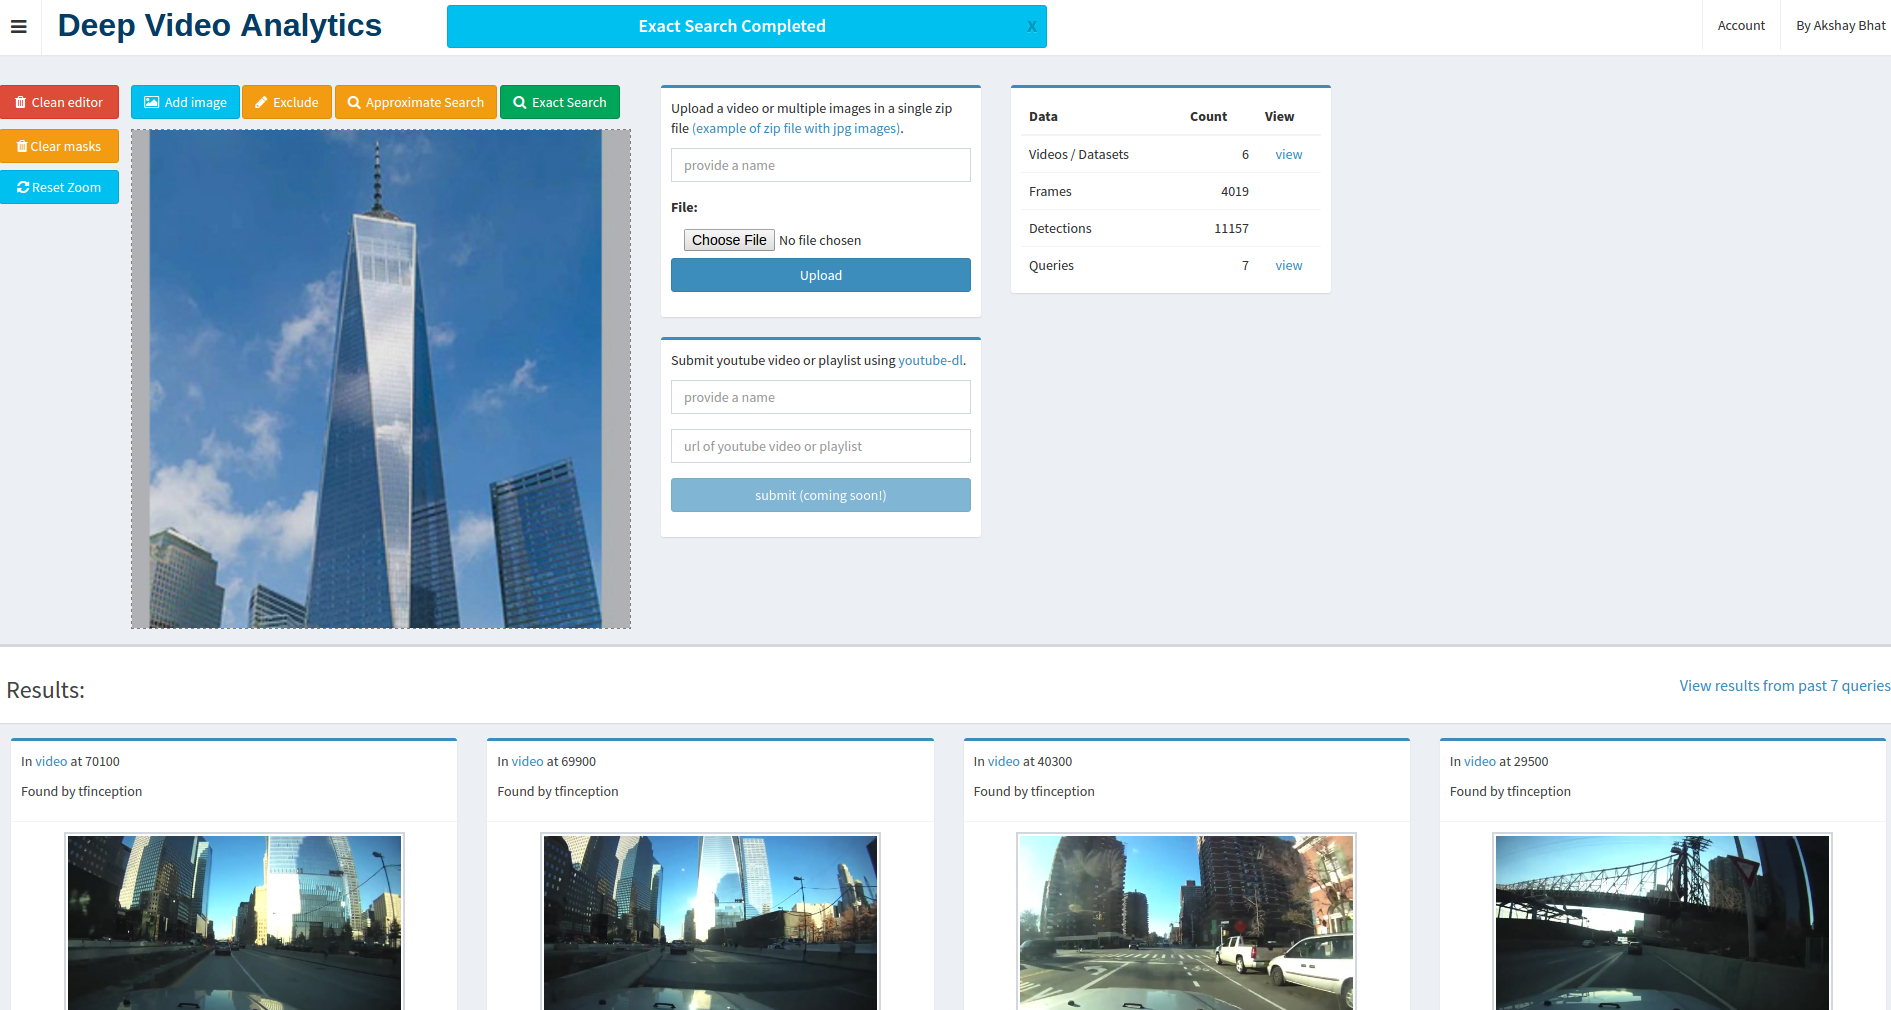 Deep Video Analytics
Exact Search Completed
X
Account
By Akshay Bhat
Clean editor
Add image
Exclude
Approximate Search
Exact Search
Clear masks
Reset Zoom
Upload a video or multiple images in a single zip
file (example of zip file with jpg images).
provide a name
File:
Choose File No file chosen
Upload
Submit youtube video or playlist using youtube-dl.
provide a name
url of youtube video or playlist
submit (coming soon!)
Data Count View
Videos / Datasets 6 view
Frames 4019
Detections 11157
Queries 7 view
Results:
View results from past 7 queries
In video at 70100
Found by tfinception
In video at 69900
Found by tfinception
In video at 40300
Found by tfinception
In video at 29500
Found by tfinception